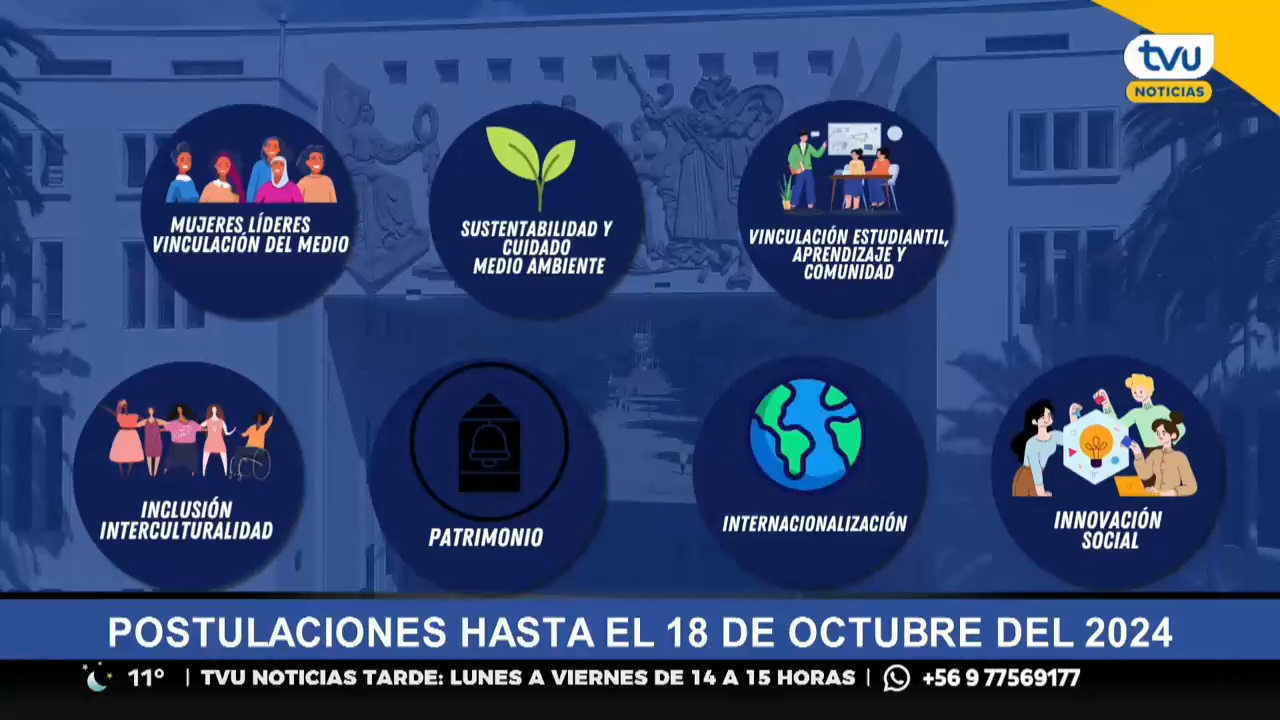 tvu
NOTICIAS
MUJERES LÍDERES
VINCULACIÓN DEL MEDIO
SUSTENTABILIDAD Y
CUIDADO
MEDIO AMBIENTE
VINCULACIÓN ESTUDIANTIL,
APRENDIZAJE Y
COMUNIDAD
INCLUSIÓN
INTERCULTURALIDAD
PATRIMONIO
INTERNACIONALIZACIÓN
INNOVACIÓN
SOCIAL
POSTULACIONES HASTA EL 18 DE OCTUBRE DEL 2024
11° | TVU NOTICIAS TARDE: LUNES A VIERNES DE 14 A 15 HORAS | +56 9 77569177